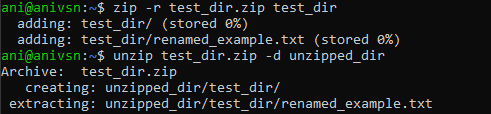 ani@anivsn:~$ zip -r test_dir.zip test_dir
  adding: test_dir/ (stored 0%)
  adding: test_dir/renamed_example.txt (stored 0%)
ani@anivsn:~$ unzip test_dir.zip -d unzipped_dir
Archive:  test_dir.zip
   creating: unzipped_dir/test_dir/
 extracting: unzipped_dir/test_dir/renamed_example.txt